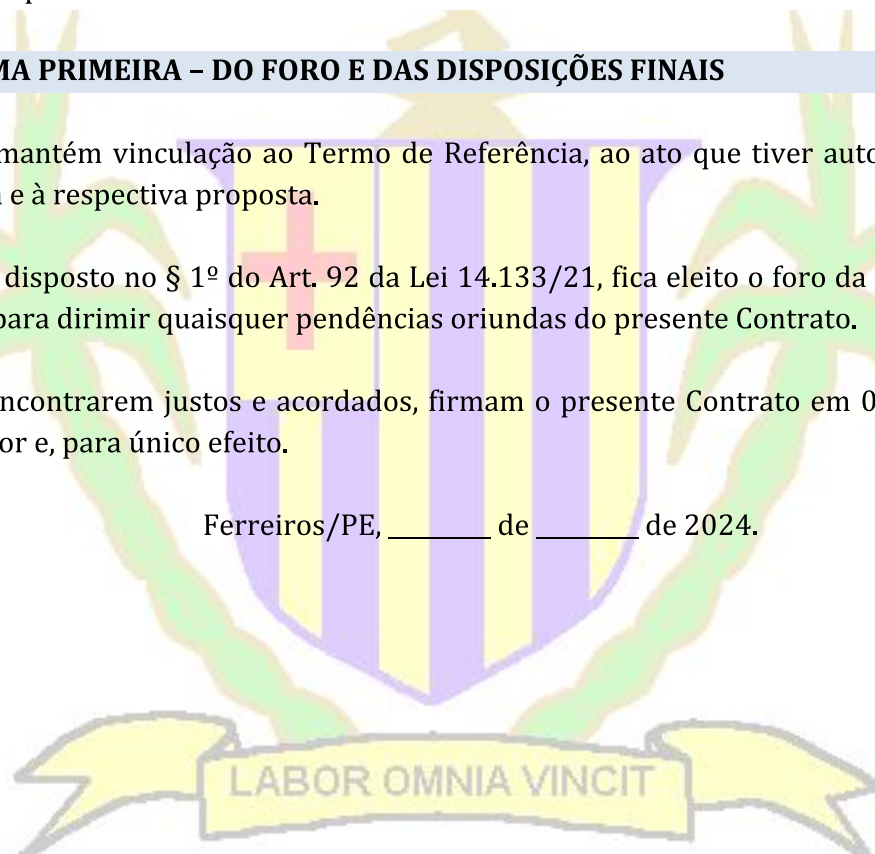 MA PRIMEIRA – DO FORO E DAS DISPOSIÇÕES FINAIS
mantém vinculação ao Termo de Referência, ao ato que tiver auto
e à respectiva proposta.
disposto no § 1º do Art. 92 da Lei 14.133/21, fica eleito o foro da
para dirimir quaisquer pendências oriundas do presente Contrato.
ncontrarem justos e acordados, firmam o presente Contrato em 0
or e, para único efeito.
Ferreiros/PE, ________ de ________ de 2024.
LABOR OMNIA VINCIT